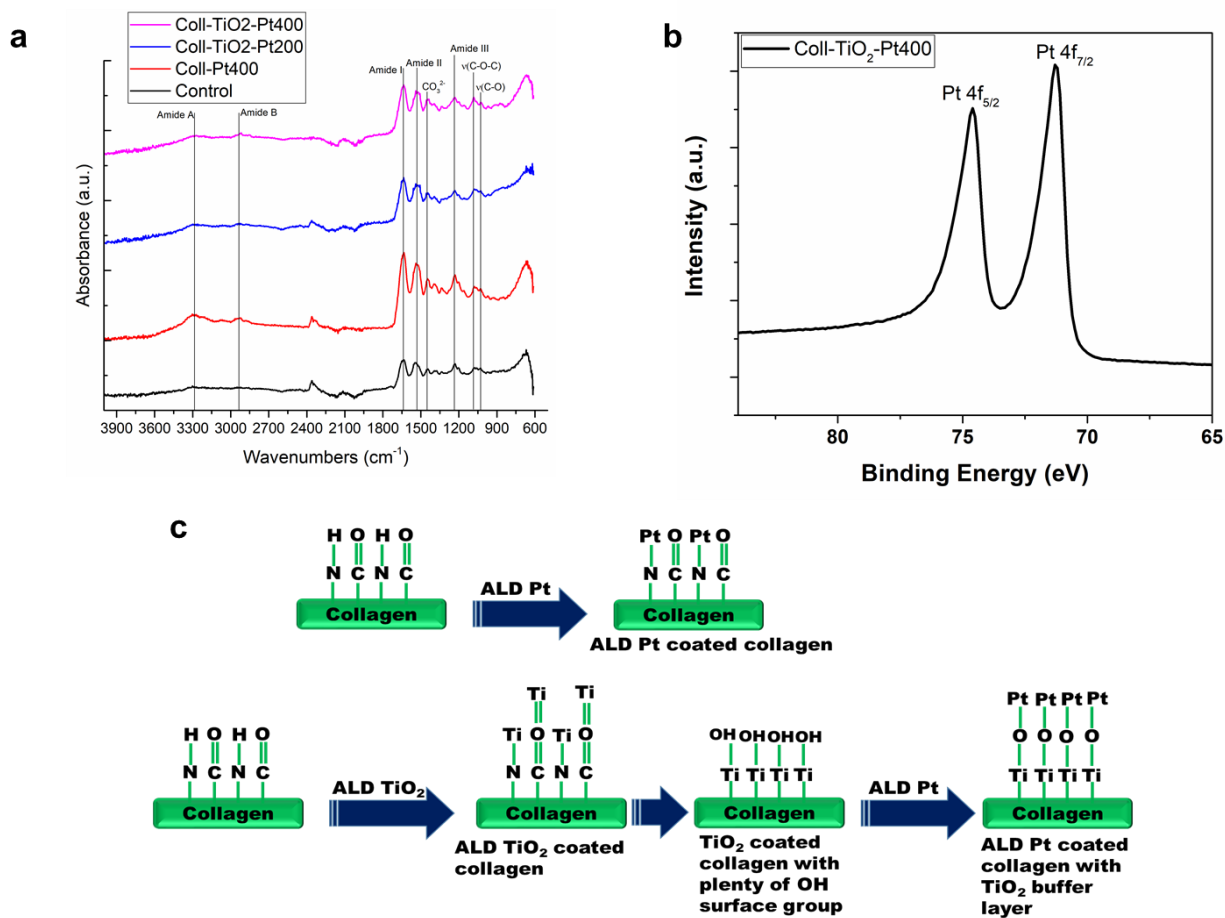 a
Coll-TiO2-Pt400
Coll-TiO2-Pt200
Coll-Pt400
Control
Amide A
Amide B
Amide I
Amide II
CO₃²⁻
Amide III
ν(C-O-C)
ν(C-O)
Absorbance (a.u.)
3900 3600 3300 3000 2700 2400 2100 1800 1500 1200 900 600
Wavenumbers (cm⁻¹)
b
Coll-TiO₂-Pt400
Pt 4f₇/₂
Pt 4f₅/₂
Intensity (a.u.)
80 75 70 65
Binding Energy (eV)
c
H O H O
N C N C
Collagen
ALD Pt
Pt O Pt O
N C N C
Collagen
ALD Pt coated collagen
H O H O
N C N C
Collagen
ALD TiO₂
Ti Ti
Ti O Ti O
N C N C
Collagen
ALD TiO₂ coated
collagen
OH OH OH OH
Ti Ti Ti Ti
Collagen
TiO₂ coated
collagen with
plenty of OH
surface group
ALD Pt
Pt Pt Pt Pt
O O O O
Ti Ti Ti Ti
Collagen
ALD Pt coated
collagen with
TiO₂ buffer
layer